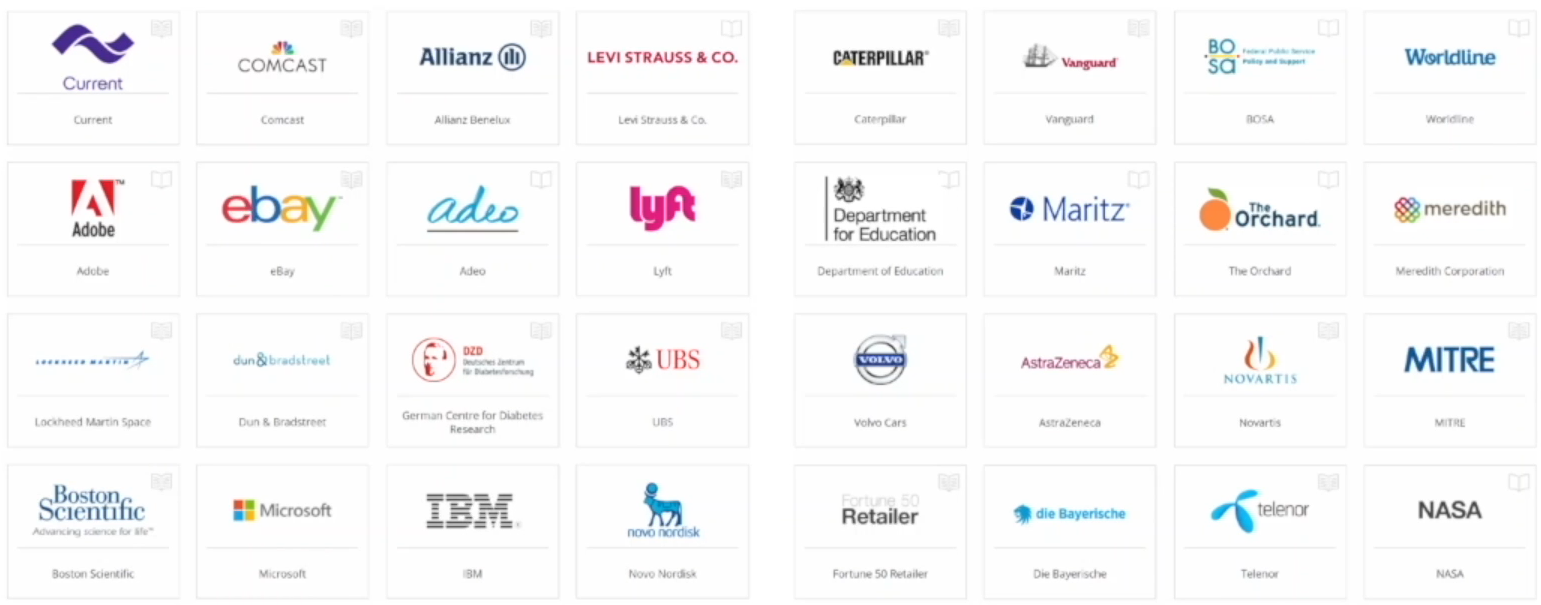 Current
COMCAST
Allianz
LEVI STRAUSS & CO.
CATERPILLAR®
Vanguard®
BOSA Federal Public Service
Policy and Support
Worldline
Current
Comcast
Allianz Benelux
Levi Strauss & Co.
Caterpillar
Vanguard
BOSA
Worldline
Adobe™
ebay™
adeo
lyft
Department
for Education
Maritz®
The
Orchard.
meredith
Adobe
eBay
Adeo
Lyft
Department of Education
Maritz
The Orchard
Meredith Corporation
LOCKHEED MARTIN
dun&bradstreet
DZD
Deutsches Zentrum
für Diabetesforschung
UBS
VOLVO
AstraZeneca
NOVARTIS
MITRE
Lockheed Martin Space
Dun & Bradstreet
German Centre for Diabetes
Research
UBS
Volvo Cars
AstraZeneca
Novartis
MITRE
Boston
Scientific
Advancing science for life™
Microsoft
IBM®
novo nordisk
Fortune 50
Retailer
die Bayerische
telenor
NASA
Boston Scientific
Microsoft
IBM
Novo Nordisk
Fortune 50 Retailer
Die Bayerische
Telenor
NASA